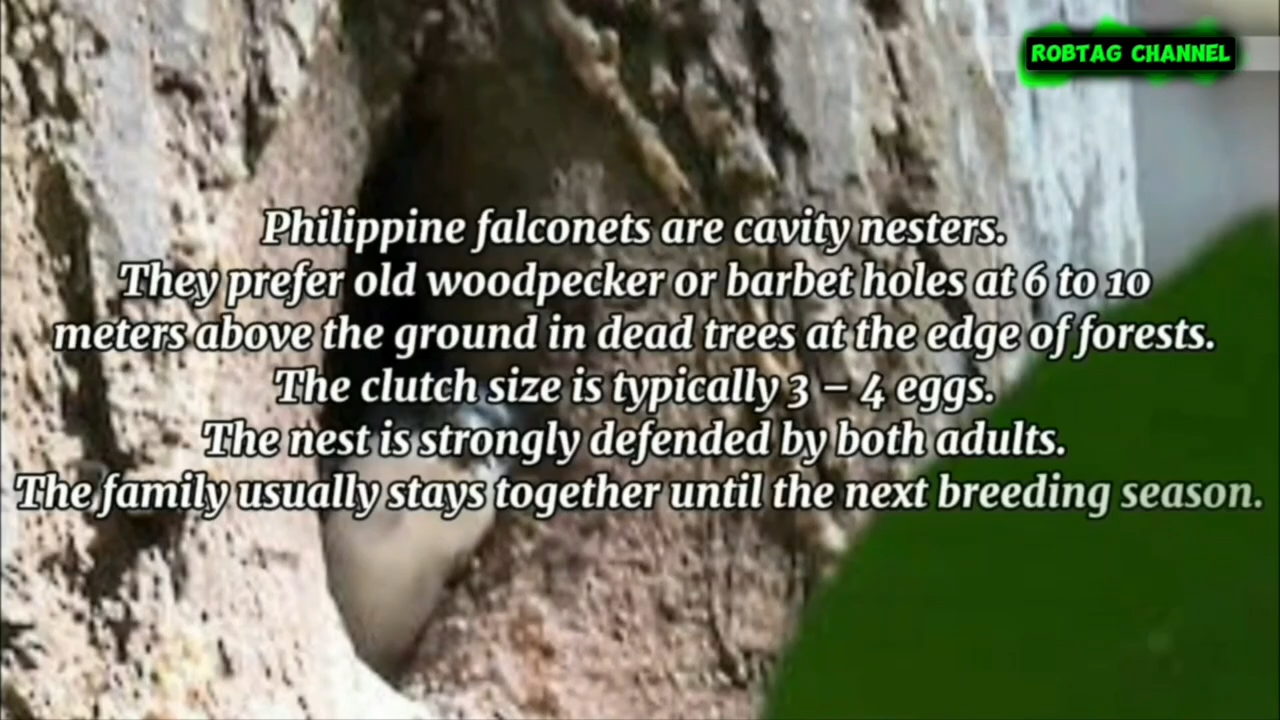 ROBTAG CHANNEL
Philippine falconets are cavity nesters.
They prefer old woodpecker or barbet holes at 6 to 10
meters above the ground in dead trees at the edge of forests.
The clutch size is typically 3 – 4 eggs.
The nest is strongly defended by both adults.
The family usually stays together until the next breeding season.